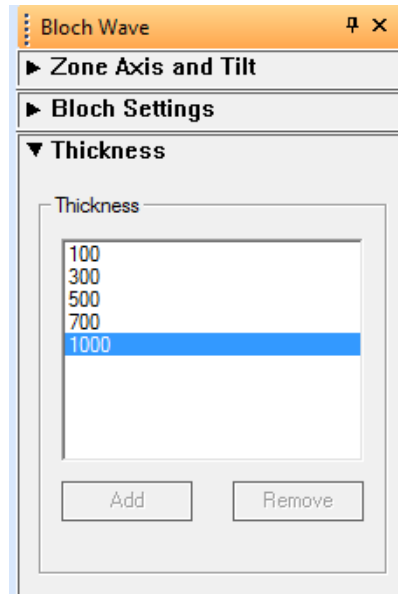 Bloch Wave
Zone Axis and Tilt
Bloch Settings
Thickness
Thickness
100
300
500
700
1000
Add Remove